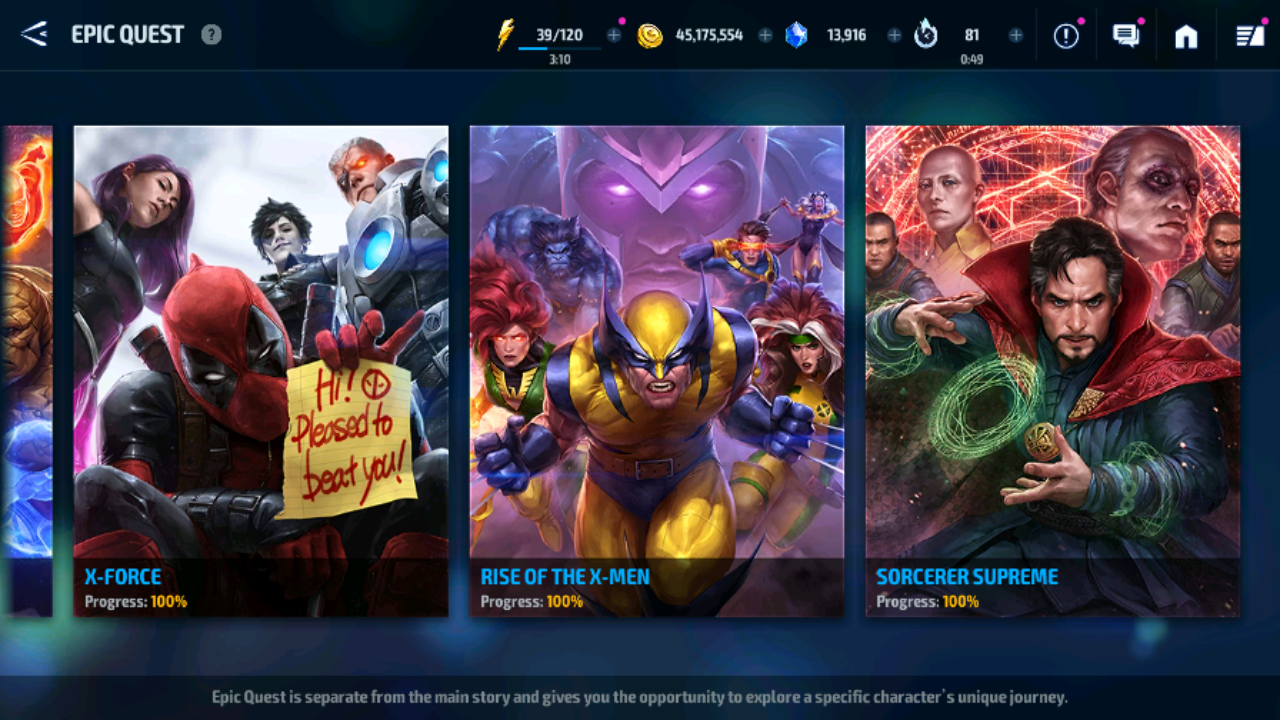 EPIC QUEST ?
39/120
3:10
45,175,554
13,916
81
0:49
Hi!
Pleased to
beat you!
X-FORCE
Progress: 100%
RISE OF THE X-MEN
Progress: 100%
SORCERER SUPREME
Progress: 100%
Epic Quest is separate from the main story and gives you the opportunity to explore a specific character's unique journey.